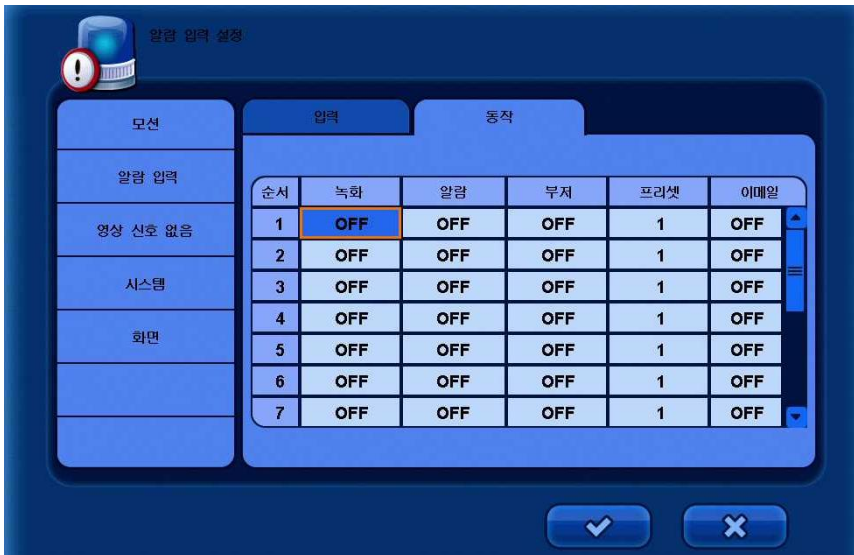 알람 입력 설정
모션
알람 입력
영상 신호 없음
시스템
화면
입력 동작
순서 녹화 알람 부저 프리셋 이메일
1 OFF OFF OFF 1 OFF
2 OFF OFF OFF 1 OFF
3 OFF OFF OFF 1 OFF
4 OFF OFF OFF 1 OFF
5 OFF OFF OFF 1 OFF
6 OFF OFF OFF 1 OFF
7 OFF OFF OFF 1 OFF